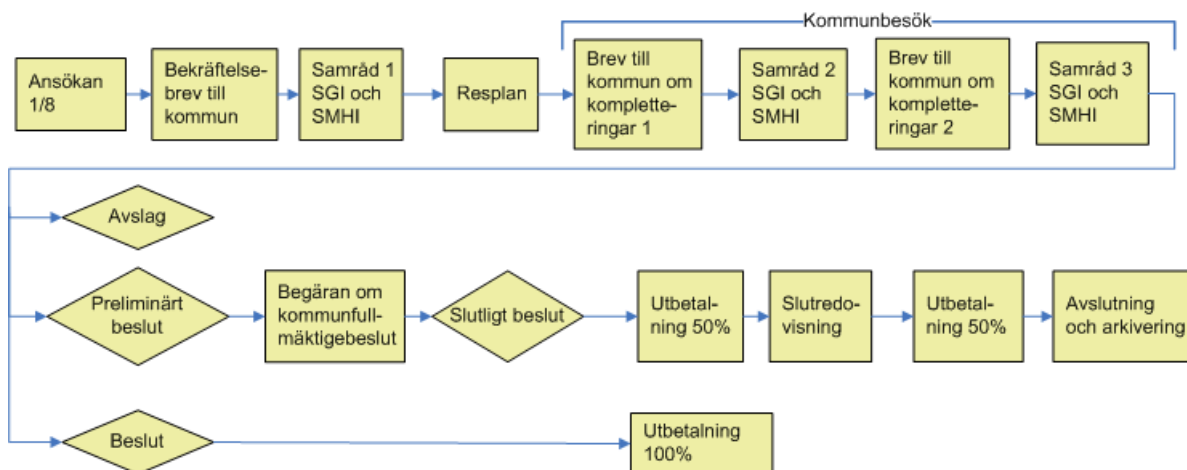 Kommunbesök
Ansökan
1/8
Bekräftelse-
brev till
kommun
Samråd 1
SGI och
SMHI
Resplan
Brev till
kommun om
komplette-
ringar 1
Samråd 2
SGI och
SMHI
Brev till
kommun om
komplette-
ringar 2
Samråd 3
SGI och
SMHI
Avslag
Preliminärt
beslut
Begäran om
kommunfull-
mäktigebeslut
Slutligt beslut
Utbetal-
ning 50%
Slutredo-
visning
Utbetal-
ning 50%
Avslutning
och arkivering
Beslut
Utbetalning
100%